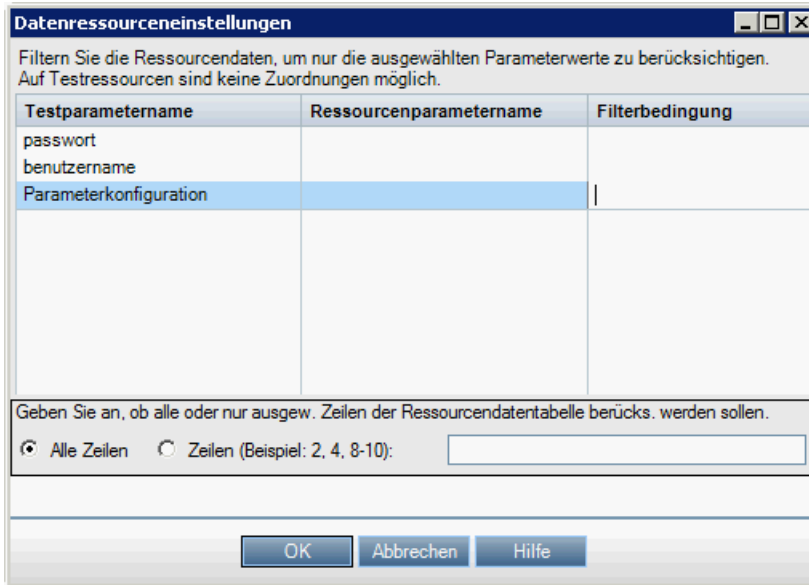 Datenressourceneinstellungen
Filtern Sie die Ressourcendaten, um nur die ausgewählten Parameterwerte zu berücksichtigen.
Auf Testressourcen sind keine Zuordnungen möglich.
Testparametername Ressourcenparametername Filterbedingung
passwort
benutzername
Parameterkonfiguration
Geben Sie an, ob alle oder nur ausgew. Zeilen der Ressourcendatentabelle berücks. werden sollen.
Alle Zeilen Zeilen (Beispiel: 2, 4, 8-10):
OK Abbrechen Hilfe